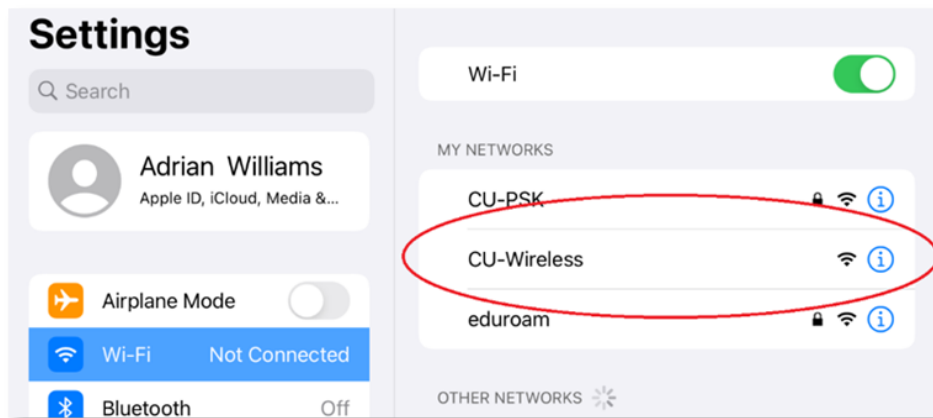 Settings
Search
Adrian Williams
Apple ID, iCloud, Media &...
Airplane Mode
Wi-Fi Not Connected
Bluetooth Off
Wi-Fi
MY NETWORKS
CU-PSK
CU-Wireless
eduroam
OTHER NETWORKS